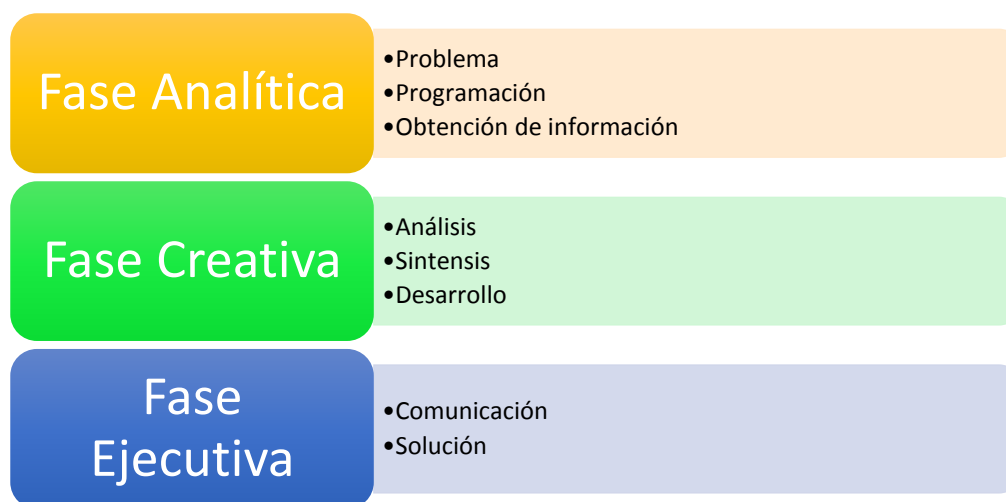 Fase Analítica
•Problema
•Programación
•Obtención de información
Fase Creativa
•Análisis
•Sintensis
•Desarrollo
Fase
Ejecutiva
•Comunicación
•Solución